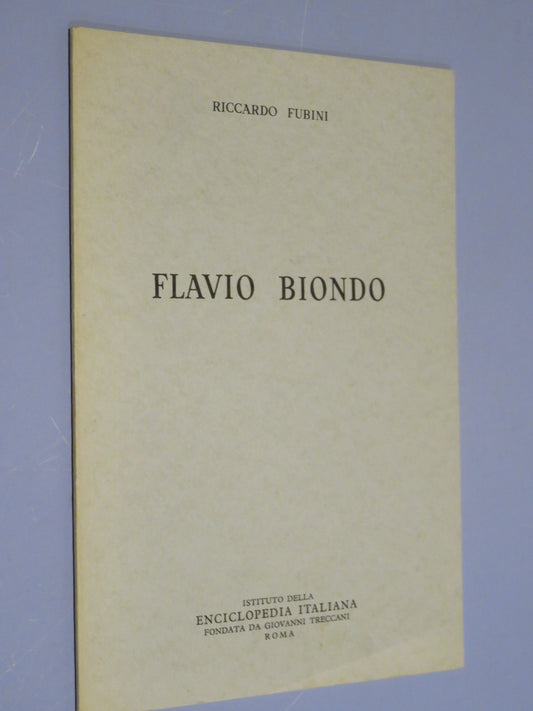 RICCARDO FUBINI
FLAVIO BIONDO
ISTITUTO DELLA
ENCICLOPEDIA ITALIANA
FONDATA DA GIOVANNI TRECCANI
ROMA